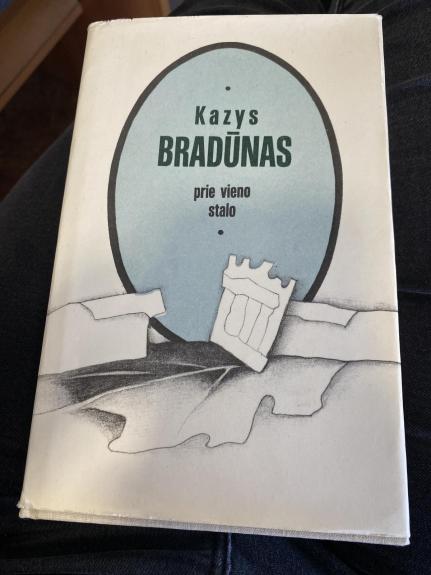 Kazys
BRADŪNAS
prie vieno
stalo